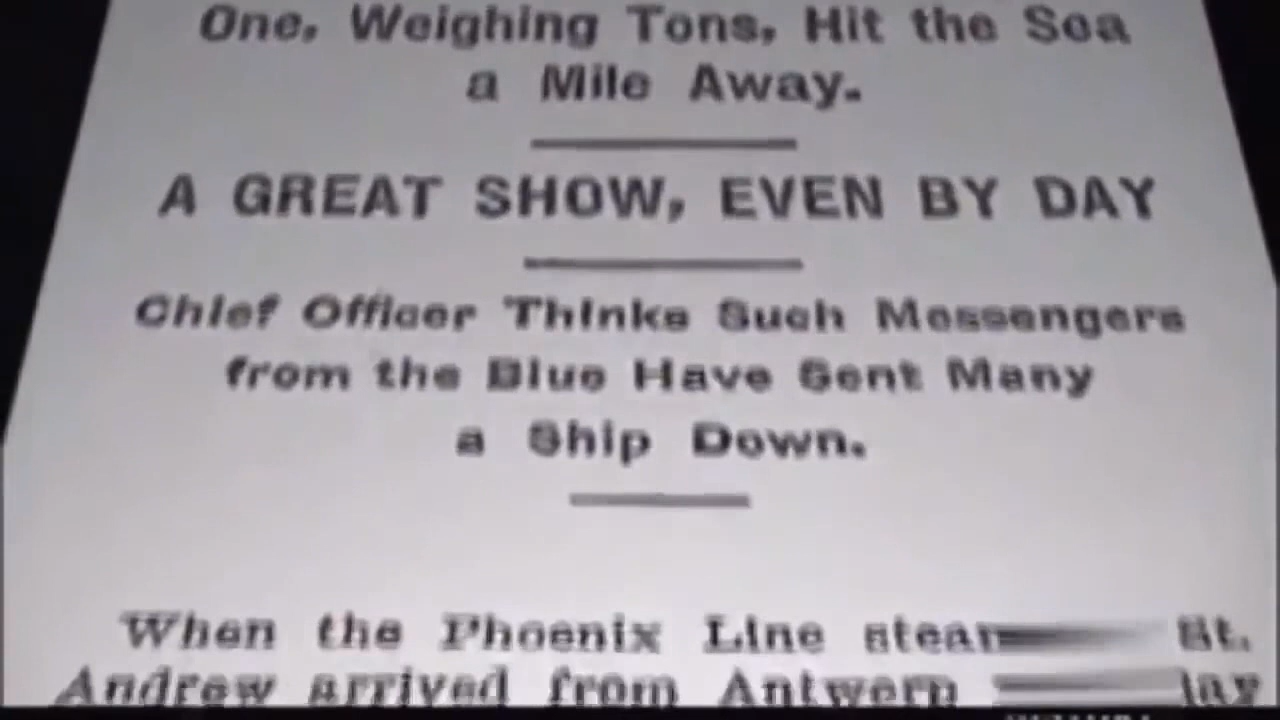 One, Weighing Tons, Hit the Sea
a Mile Away.
A GREAT SHOW, EVEN BY DAY
Chief Officer Thinks Such Messengers
from the Blue Have Sent Many
a Ship Down.
When the Phoenix Line St.
Andrew arrived from Antwerp